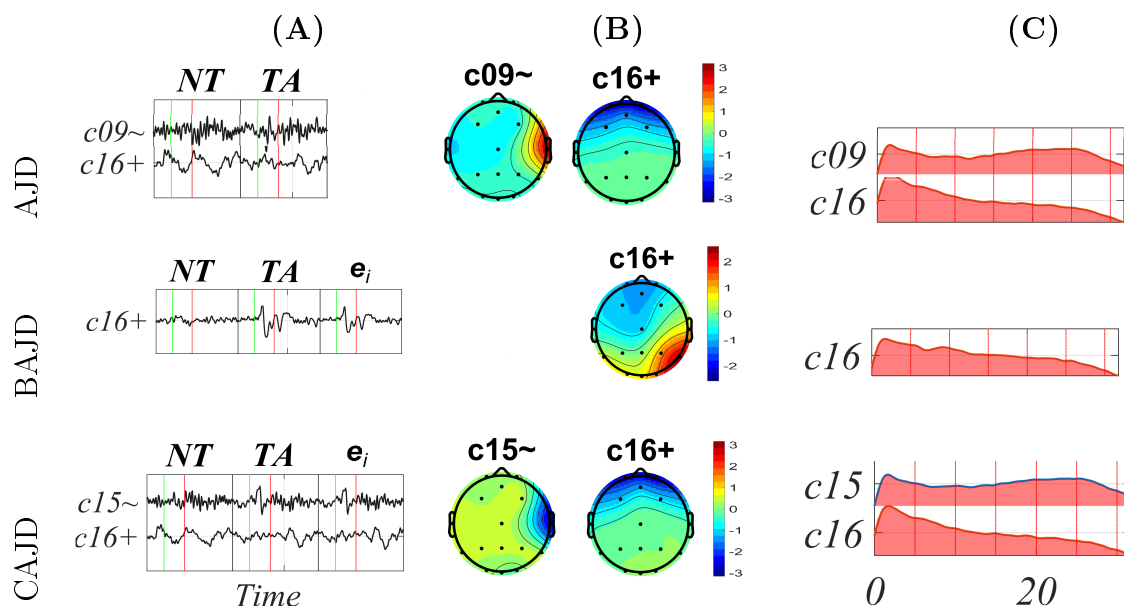 (A) (B) (C)
AJD
NT TA
c09~
c16+
c09~ c16+
3
2
1
0
-1
-2
-3
c09
c16
BAJD
NT TA e_i
c16+
c16+
2
1
0
-1
-2
c16
CAJD
NT TA e_i
c15~
c16+
Time
c15~ c16+
3
2
1
0
-1
-2
-3
c15
c16
0 20